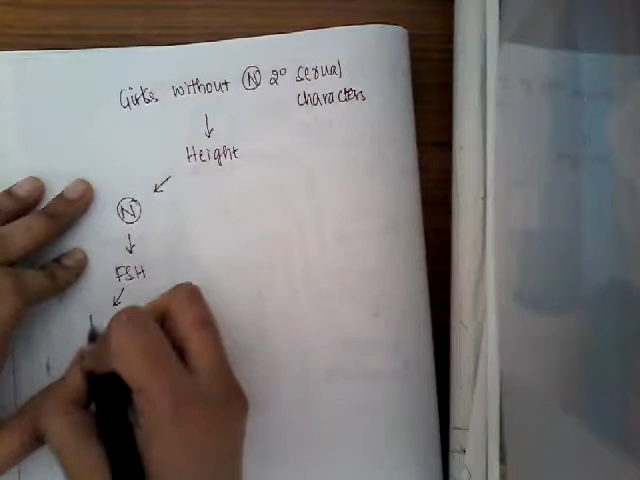 Girls without Ⓝ 2° sexual
characters
↓
Height
↙
Ⓝ
↓
FSH
↙